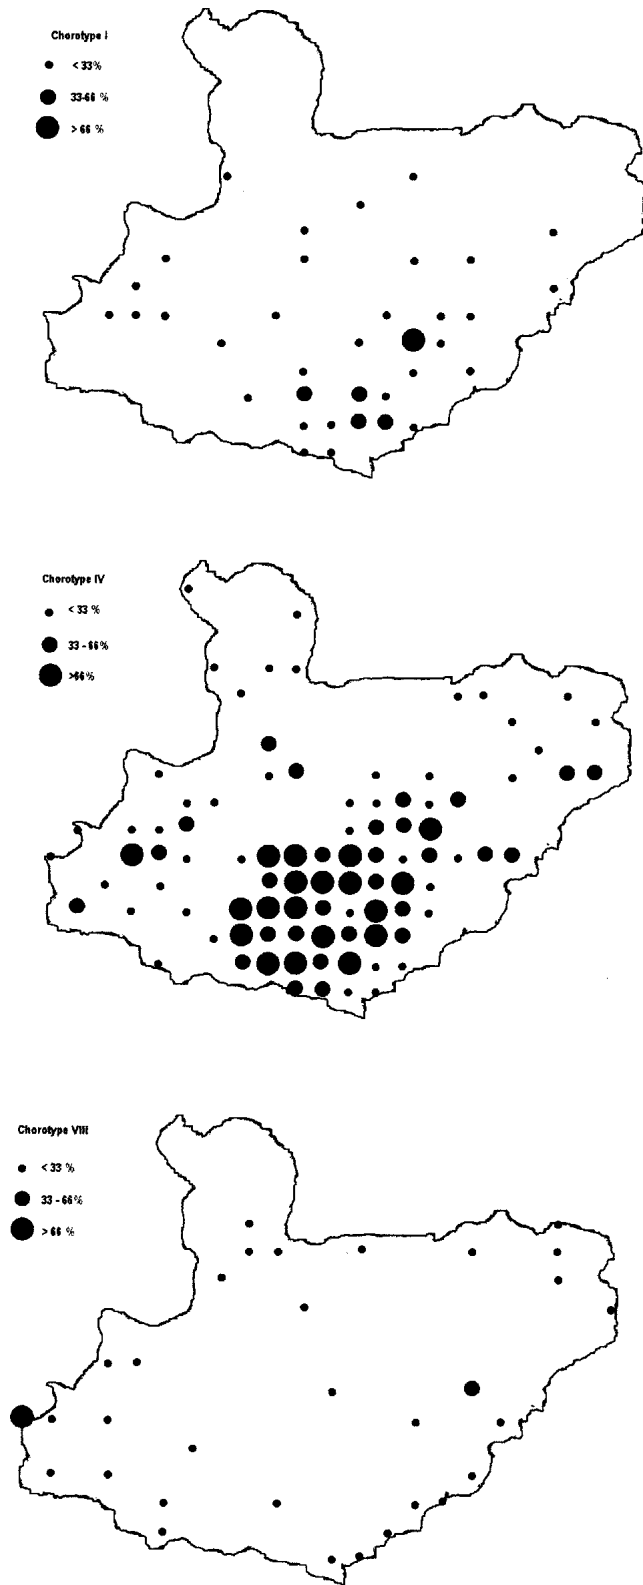 Chorotype I
< 33%
33-66 %
> 66 %
Chorotype IV
< 33 %
33 - 66%
>66%
Chorotype VIII
< 33 %
33 - 66%
> 66 %